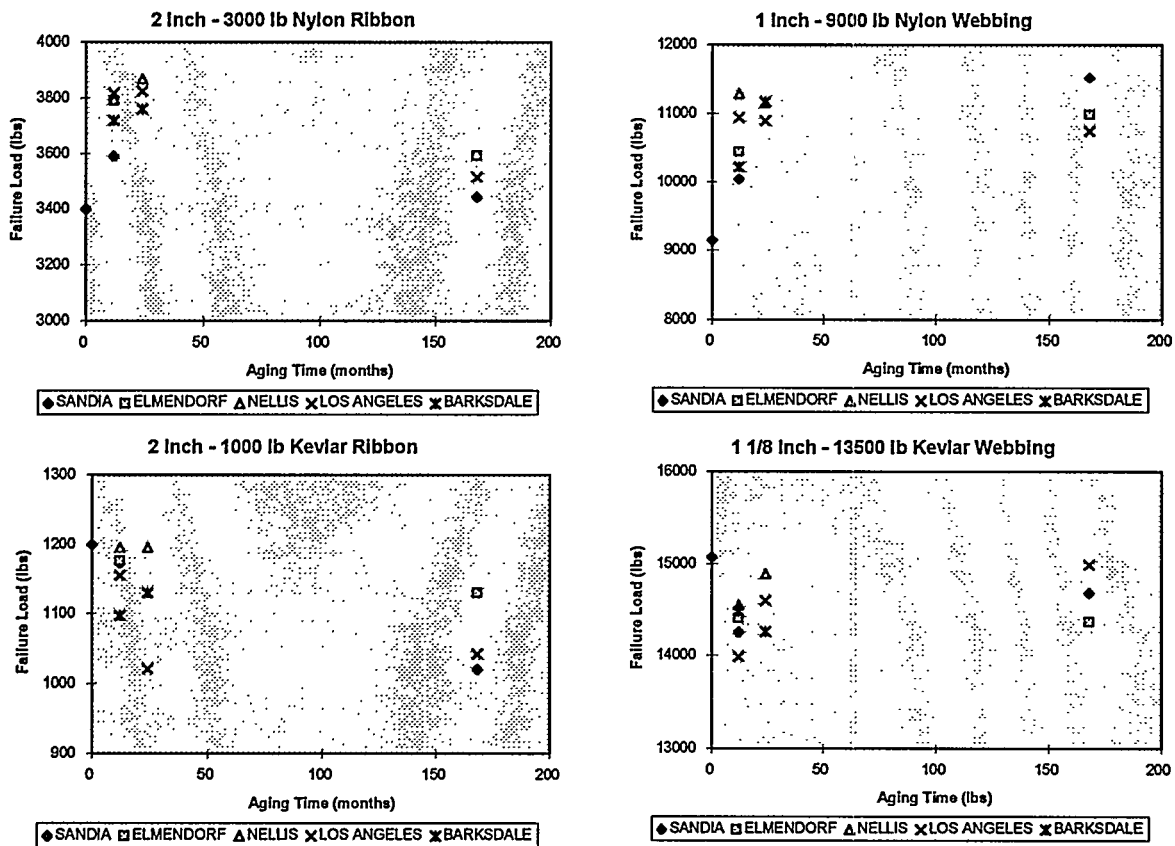 2 Inch - 3000 lb Nylon Ribbon
4000
3800
3600
3400
3200
3000
Failure Load (lbs)
0 50 100 150 200
Aging Time (months)
SANDIA ELMENDORF NELLIS LOS ANGELES BARKSDALE
1 Inch - 9000 lb Nylon Webbing
12000
11000
10000
9000
8000
Failure Load (lbs)
0 50 100 150 200
Aging Time (months)
SANDIA ELMENDORF NELLIS LOS ANGELES BARKSDALE
2 Inch - 1000 lb Kevlar Ribbon
1300
1200
1100
1000
900
Failure Load (lbs)
0 50 100 150 200
Aging Time (months)
SANDIA ELMENDORF NELLIS LOS ANGELES BARKSDALE
1 1/8 Inch - 13500 lb Kevlar Webbing
16000
15000
14000
13000
Failure Load (lbs)
0 50 100 150 200
Aging Time (lbs)
SANDIA ELMENDORF NELLIS LOS ANGELES BARKSDALE